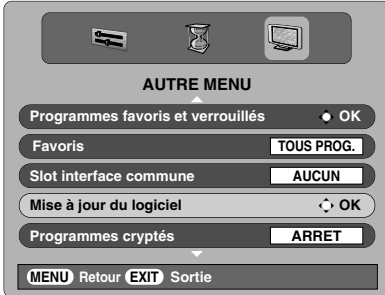 AUTRE MENU
Programmes favoris et verrouillés OK
Favoris TOUS PROG.
Slot interface commune AUCUN
Mise à jour du logiciel OK
Programmes cryptés ARRET
MENU Retour EXIT Sortie